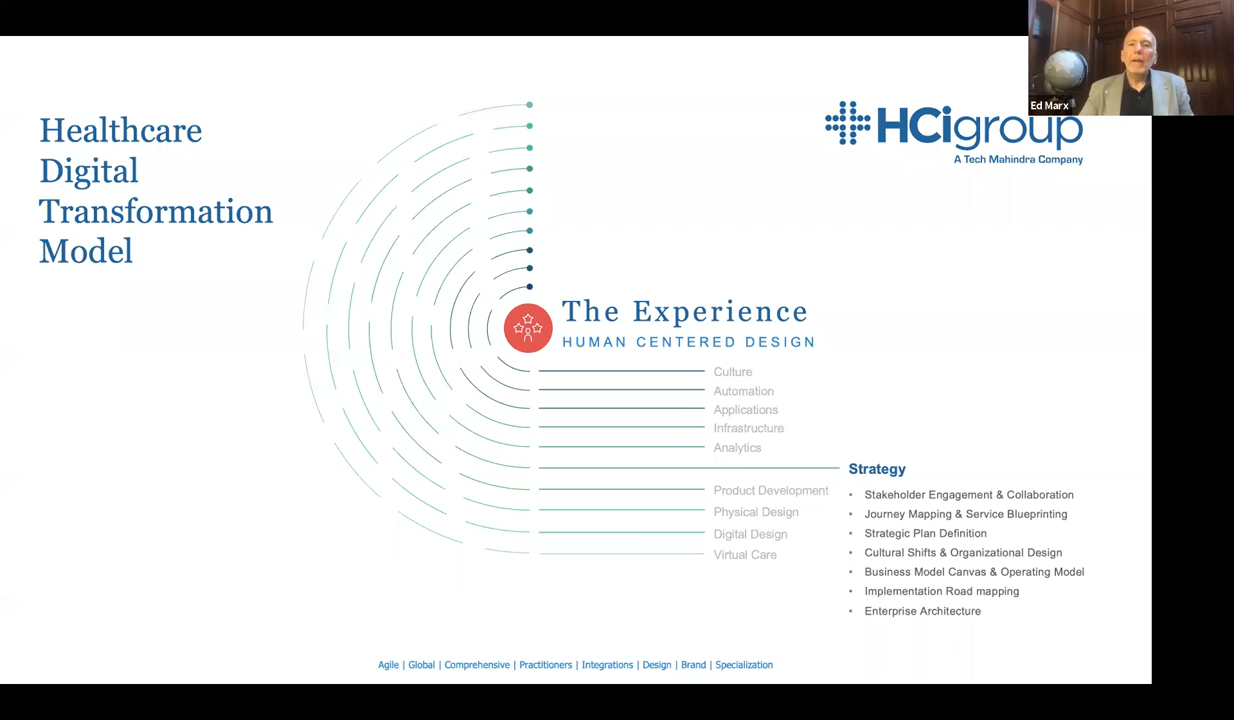 Healthcare
Digital
Transformation
Model
Ed Marx
HCigroup
A Tech Mahindra Company
The Experience
HUMAN CENTERED DESIGN
Culture
Automation
Applications
Infrastructure
Analytics
Strategy
• Stakeholder Engagement & Collaboration
• Journey Mapping & Service Blueprinting
• Strategic Plan Definition
• Cultural Shifts & Organizational Design
• Business Model Canvas & Operating Model
• Implementation Road mapping
• Enterprise Architecture
Product Development
Physical Design
Digital Design
Virtual Care
Agile | Global | Comprehensive | Practitioners | Integrations | Design | Brand | Specialization